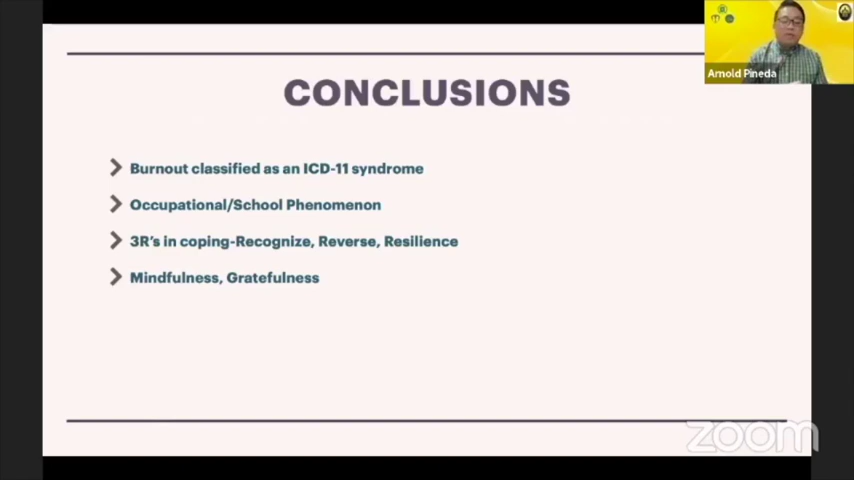 Arnold Pineda
CONCLUSIONS
Burnout classified as an ICD-11 syndrome
Occupational/School Phenomenon
3R's in coping-Recognize, Reverse, Resilience
Mindfulness, Gratefulness
zoom